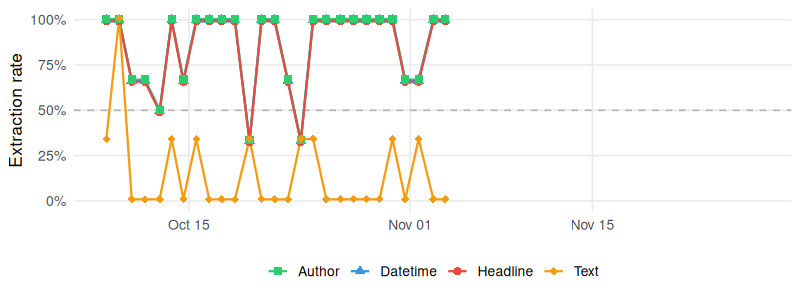 100%
75%
50%
25%
0%
Extraction rate
Oct 15
Nov 01
Nov 15
Author
Datetime
Headline
Text